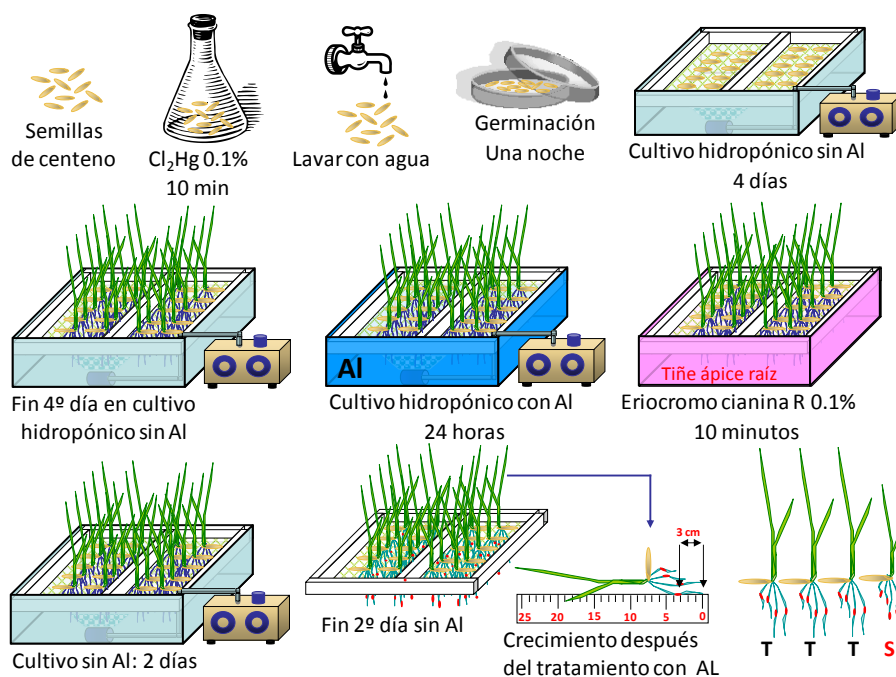 Semillas
de centeno
Cl2Hg 0.1%
10 min
Lavar con agua
Germinación
Una noche
Cultivo hidropónico sin Al
4 días
Fin 4º día en cultivo
hidropónico sin Al
Al
Cultivo hidropónico con Al
24 horas
Tiñe ápice raíz
Eriocromo cianina R 0.1%
10 minutos
Cultivo sin Al: 2 días
Fin 2º día sin Al
3 cm
25 20 15 10 5 0
Crecimiento después
del tratamiento con AL
T T T S